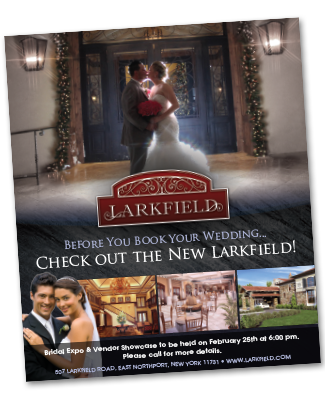 LARKFIELD
BEFORE YOU BOOK YOUR WEDDING...
CHECK OUT THE NEW LARKFIELD!
Bridal Expo & Vendor Showcase to be held on February 25th at 6:00 pm.
Please call for more details.
507 LARKFIELD ROAD, EAST NORTHPORT, NEW YORK 11731 • WWW.LARKFIELD.COM